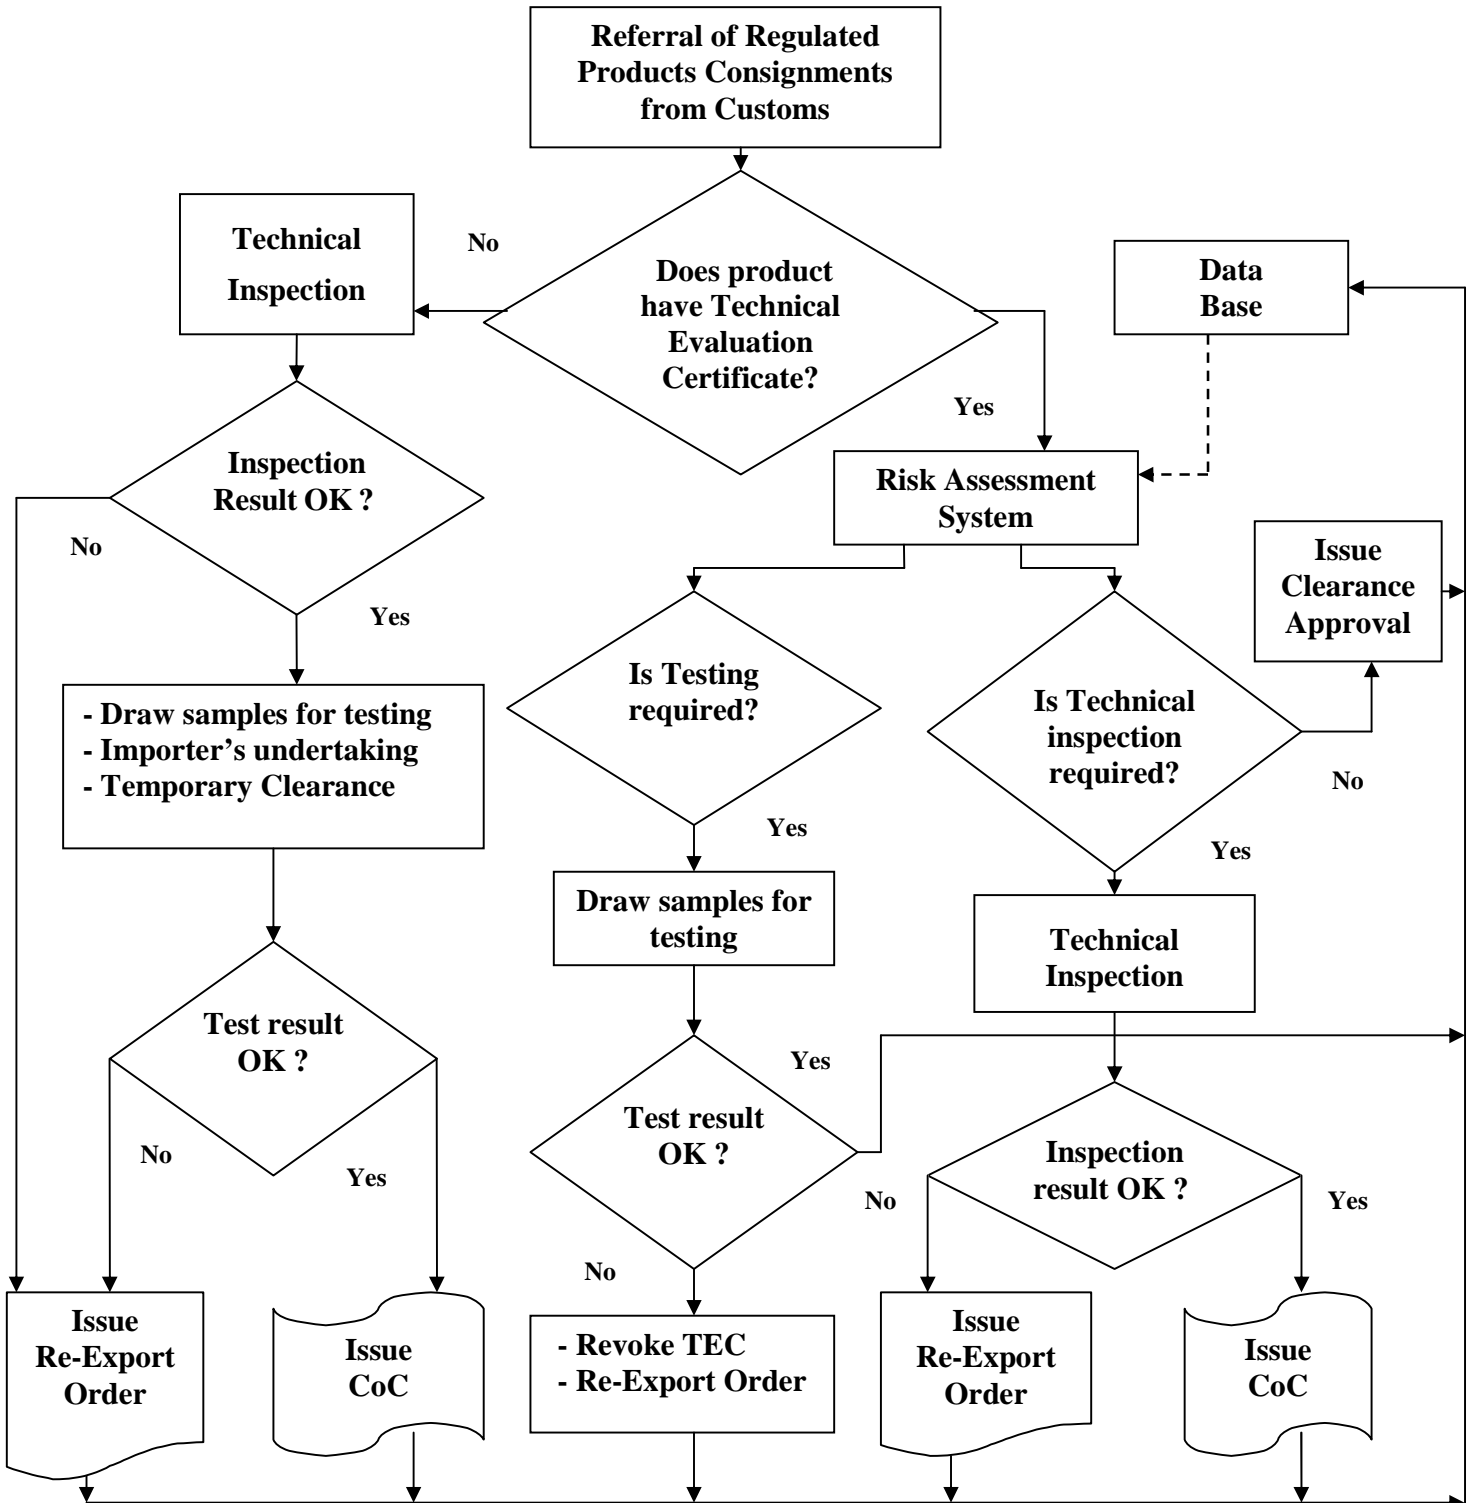 Referral of Regulated
Products Consignments
from Customs
Technical
Inspection
No
Does product
have Technical
Evaluation
Certificate?
Yes
Data
Base
Inspection
Result OK ?
No
Yes
Risk Assessment
System
Issue
Clearance
Approval
- Draw samples for testing
- Importer's undertaking
- Temporary Clearance
Is Testing
required?
Yes
Is Technical
inspection
required?
No
Yes
Draw samples for
testing
Technical
Inspection
Test result
OK ?
No
Yes
Test result
OK ?
Yes
No
Inspection
result OK ?
No
Yes
Issue
Re-Export
Order
Issue
CoC
- Revoke TEC
- Re-Export Order
Issue
Re-Export
Order
Issue
CoC